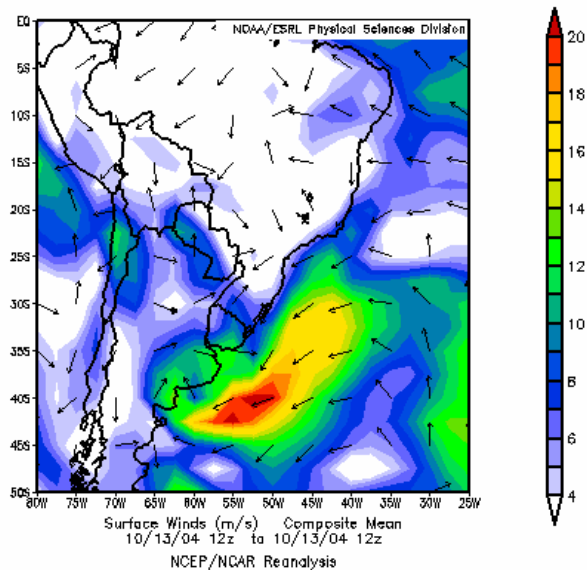 NOAA/ESRL Physical Sciences Division
EQ
5S
10S
15S
20S
25S
30S
35S
40S
45S
50S
80W 75W 70W 65W 60W 55W 50W 45W 40W 35W 30W 25W
20
18
16
14
12
10
8
6
4
Surface Winds (m/s) Composite Mean
10/13/04 12z to 10/13/04 12z
NCEP/NCAR Reanalysis